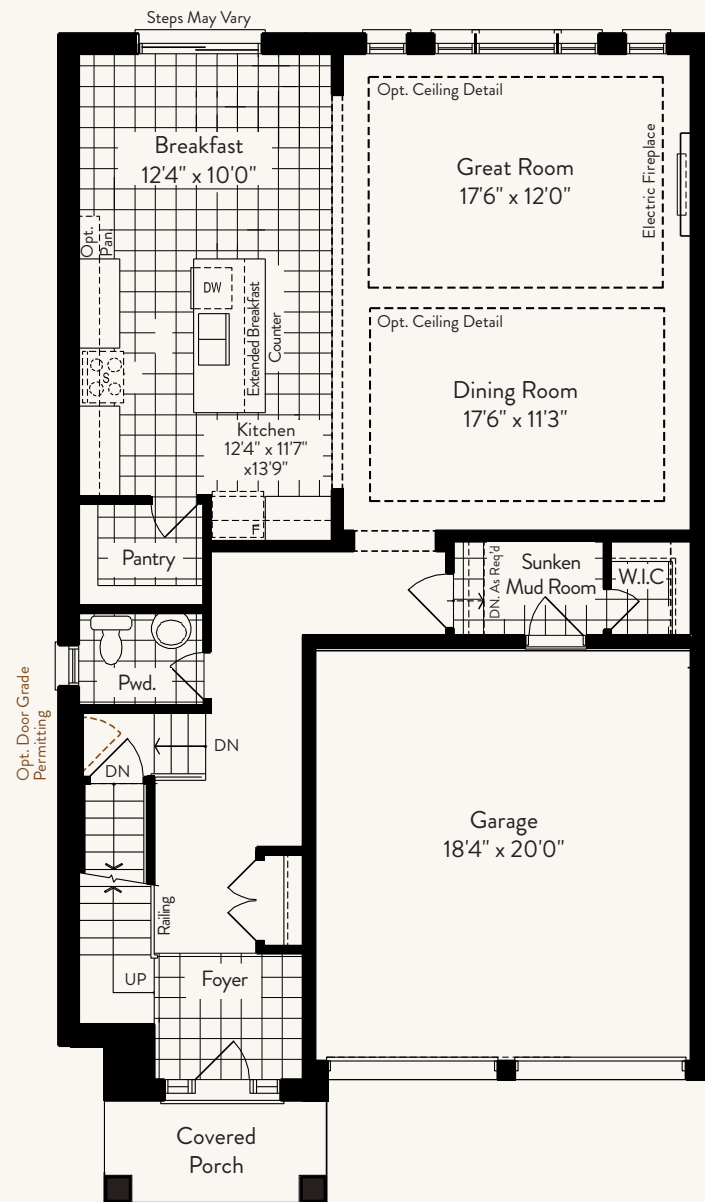 Steps May Vary
Opt. Ceiling Detail
Breakfast
12'4" x 10'0"
Great Room
17'6" x 12'0"
Electric Fireplace
Opt.
Pan.
DW
Extended Breakfast
Counter
Opt. Ceiling Detail
S
Dining Room
17'6" x 11'3"
Kitchen
12'4" x 11'7"
x13'9"
F
Pantry
DN. As Req'd
Sunken
Mud Room
W.I.C
Pwd.
Opt. Door Grade
Permitting
DN
DN
Garage
18'4" x 20'0"
Railing
UP
Foyer
Covered
Porch